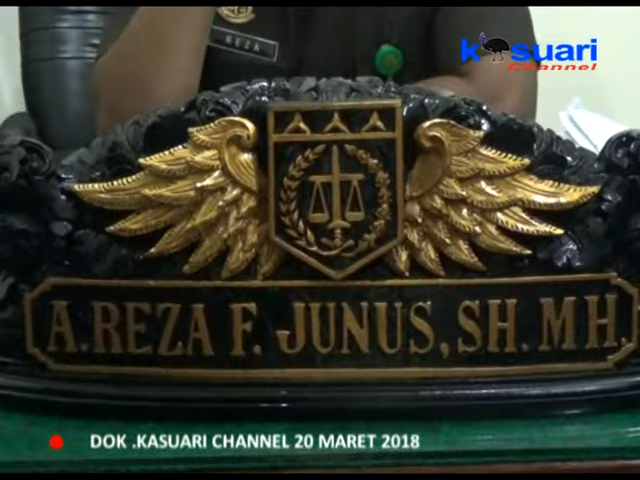 REZA
kasuari
Channel
A.REZA F. JUNUS, SH. MH.
DOK .KASUARI CHANNEL 20 MARET 2018